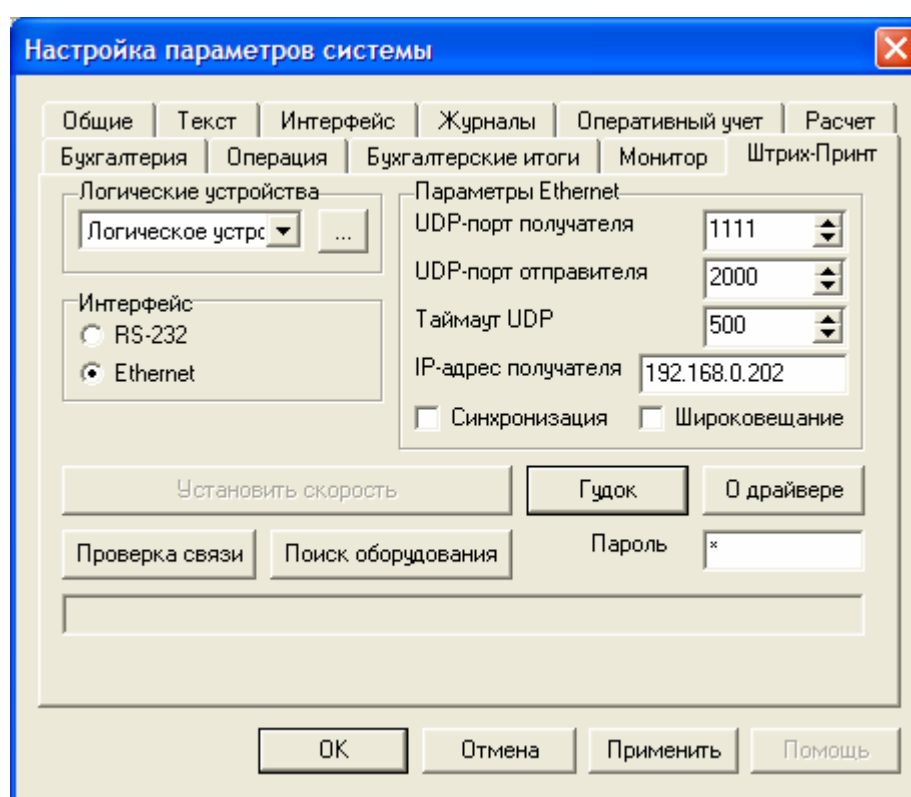 Настройка параметров системы
Общие Текст Интерфейс Журналы Оперативный учет Расчет
Бухгалтерия Операция Бухгалтерские итоги Монитор Штрих-Принт
Логические устройства
Логическое устрс ...
Интерфейс
RS-232
Ethernet
Параметры Ethernet
UDP-порт получателя 1111
UDP-порт отправителя 2000
Таймаут UDP 500
IP-адрес получателя 192.168.0.202
Синхронизация Широковещание
Установить скорость Гудок О драйвере
Проверка связи Поиск оборудования Пароль *
OK Отмена Применить Помощь